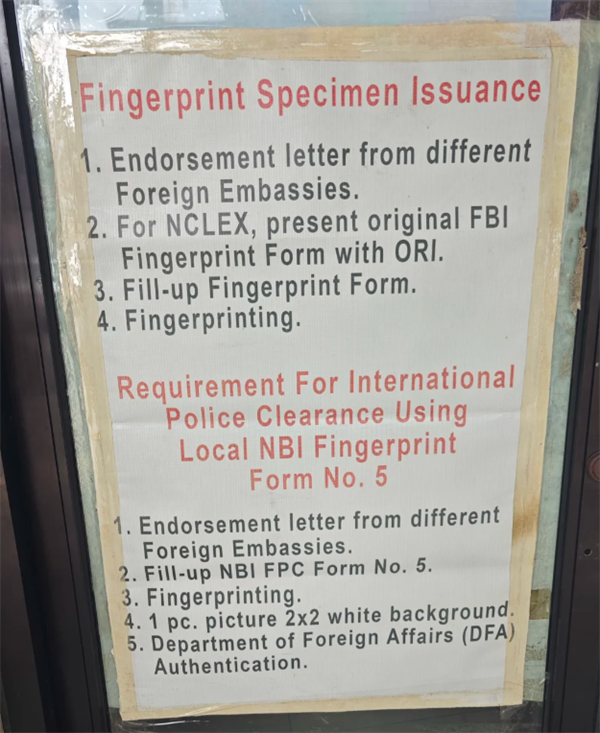 Fingerprint Specimen Issuance
1. Endorsement letter from different
Foreign Embassies.
2. For NCLEX, present original FBI
Fingerprint Form with ORI.
3. Fill-up Fingerprint Form.
4. Fingerprinting.
Requirement For International
Police Clearance Using
Local NBI Fingerprint
Form No. 5
1. Endorsement letter from different
Foreign Embassies.
2. Fill-up NBI FPC Form No. 5.
3. Fingerprinting.
4. 1 pc. picture 2x2 white background.
5. Department of Foreign Affairs (DFA)
Authentication.